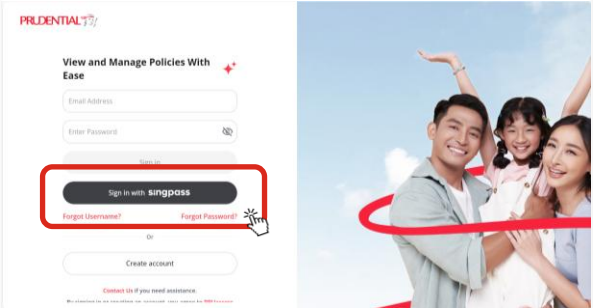 PRUDENTIAL
View and Manage Policies With
Ease
Email Address
Enter Password
Sign in
Sign in with singpass
Forgot Username?
Forgot Password?
Or
Create account
Contact Us if you need assistance.